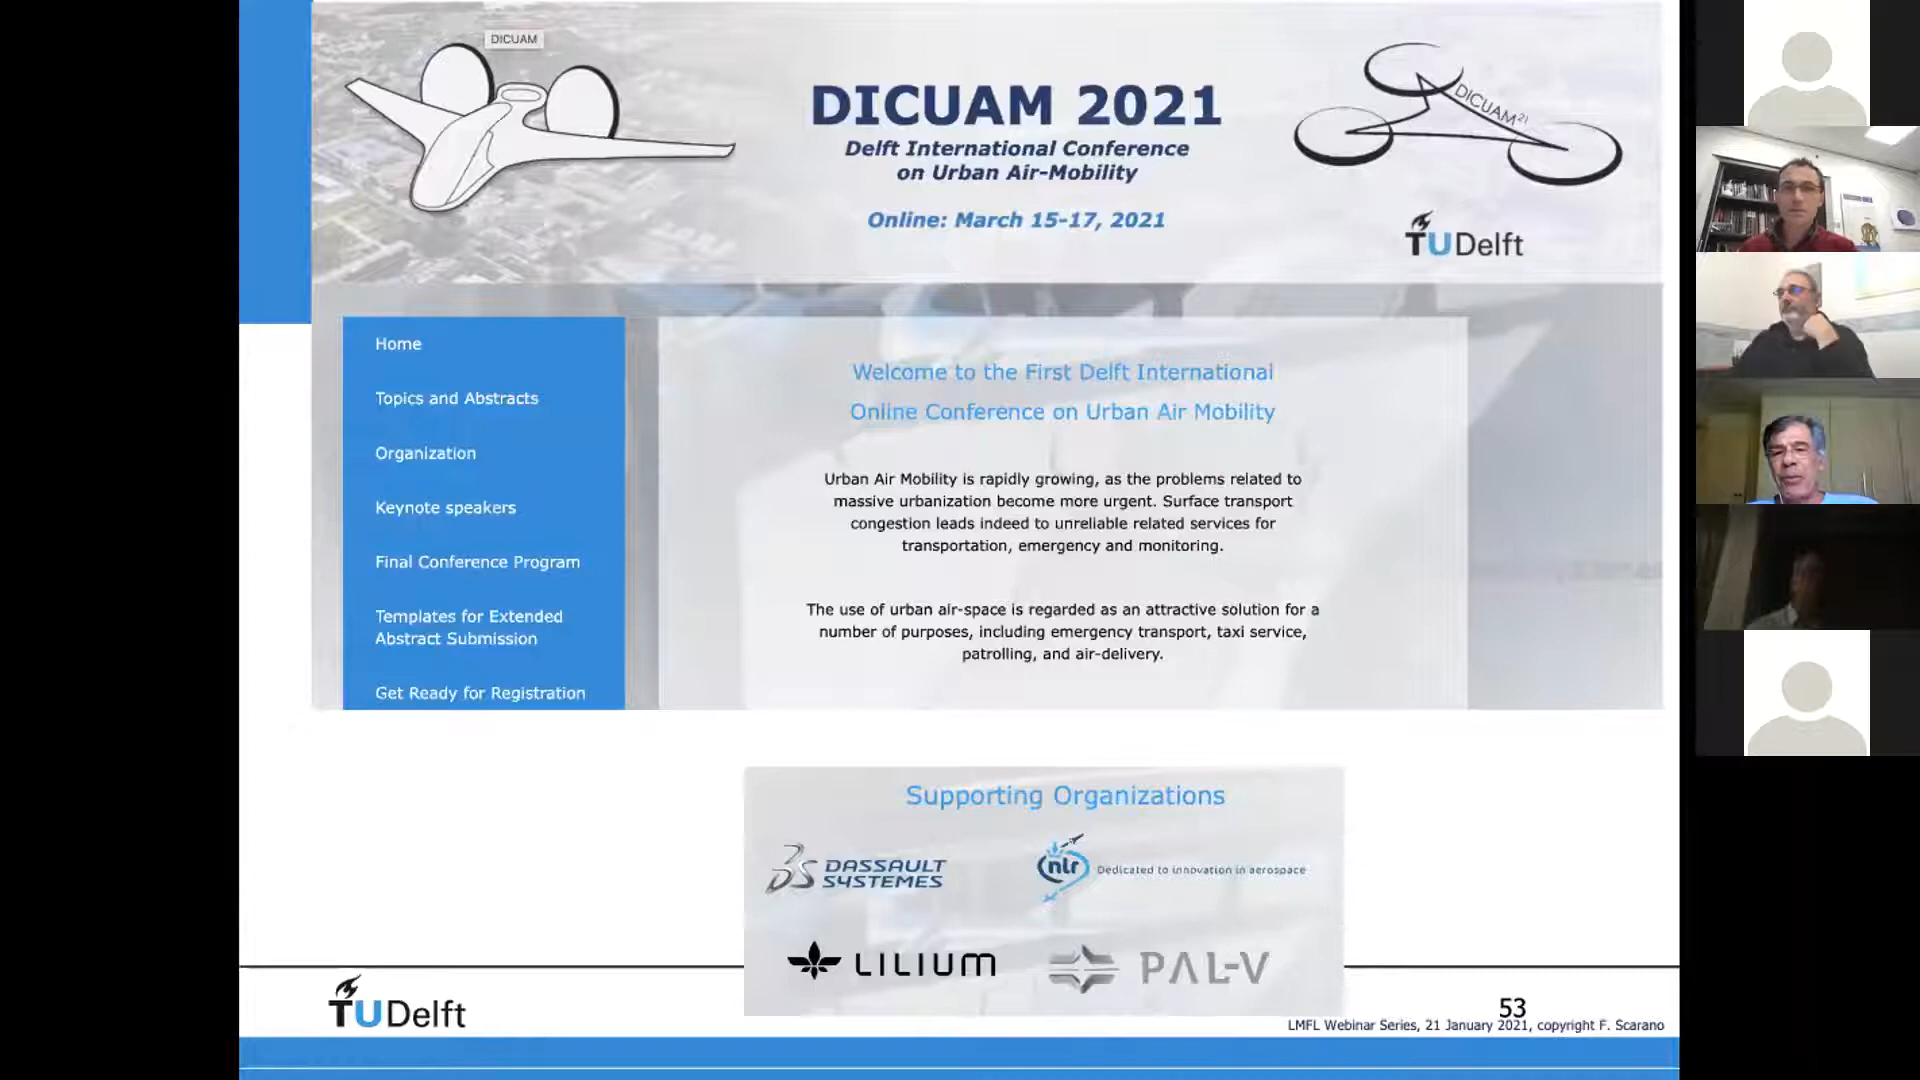 DICUAM
DICUAM 2021
Delft International Conference
on Urban Air-Mobility
Online: March 15-17, 2021
DICUAM21
TUDelft
Home
Topics and Abstracts
Organization
Keynote speakers
Final Conference Program
Templates for Extended
Abstract Submission
Get Ready for Registration
Welcome to the First Delft International
Online Conference on Urban Air Mobility
Urban Air Mobility is rapidly growing, as the problems related to
massive urbanization become more urgent. Surface transport
congestion leads indeed to unreliable related services for
transportation, emergency and monitoring.
The use of urban air-space is regarded as an attractive solution for a
number of purposes, including emergency transport, taxi service,
patrolling, and air-delivery.
Supporting Organizations
DASSAULT
SYSTEMES
nlr Dedicated to innovation in aerospace
LILIUM
PAL-V
TUDelft
53
LMFL Webinar Series, 21 January 2021, copyright F. Scarano